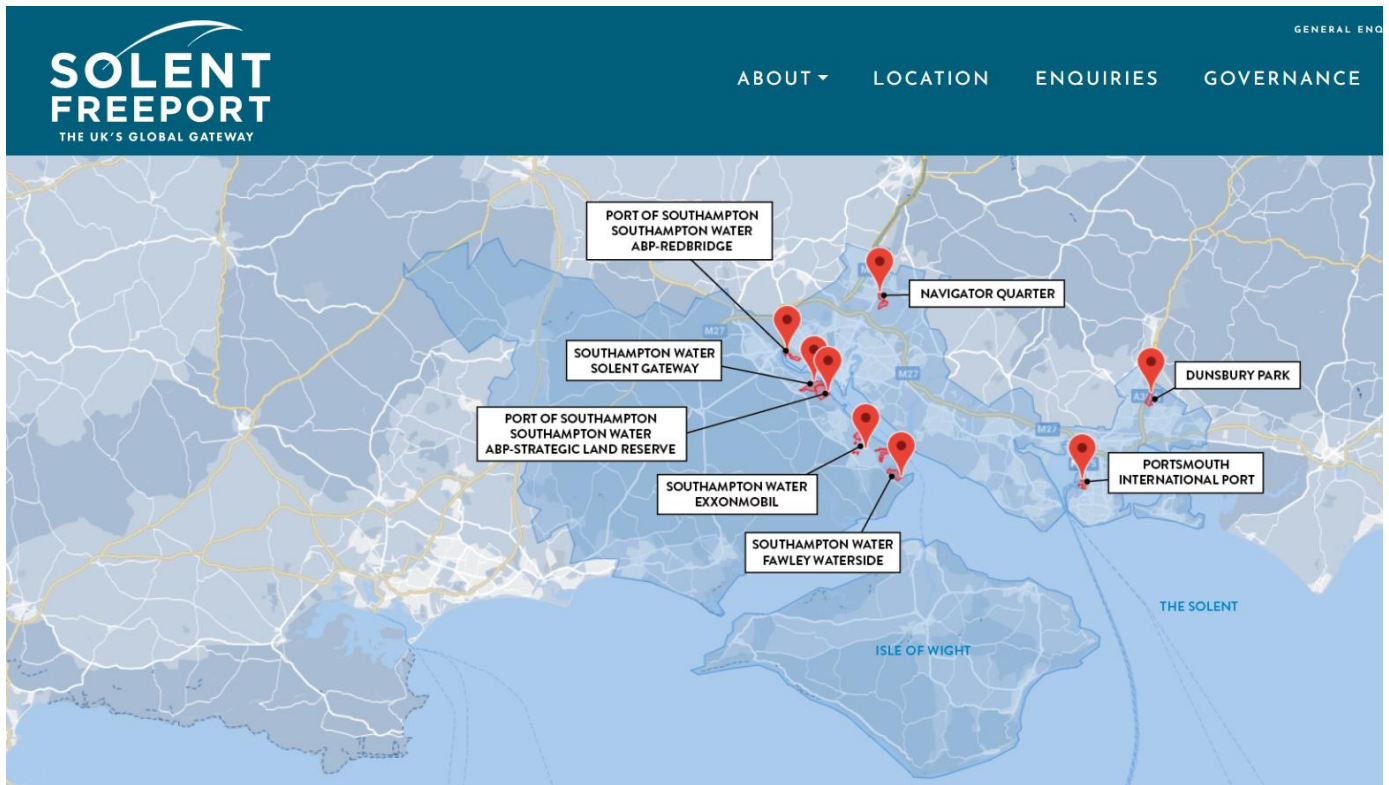 SOLENT
FREEPORT
THE UK'S GLOBAL GATEWAY
GENERAL ENQ
ABOUT
LOCATION
ENQUIRIES
GOVERNANCE
PORT OF SOUTHAMPTON
SOUTHAMPTON WATER
ABP-REDBRIDGE
NAVIGATOR QUARTER
M27
SOUTHAMPTON WATER
SOLENT GATEWAY
M27
DUNSBURY PARK
PORT OF SOUTHAMPTON
SOUTHAMPTON WATER
ABP-STRATEGIC LAND RESERVE
M27
PORTSMOUTH
INTERNATIONAL PORT
SOUTHAMPTON WATER
EXXONMOBIL
SOUTHAMPTON WATER
FAWLEY WATERSIDE
THE SOLENT
ISLE OF WIGHT